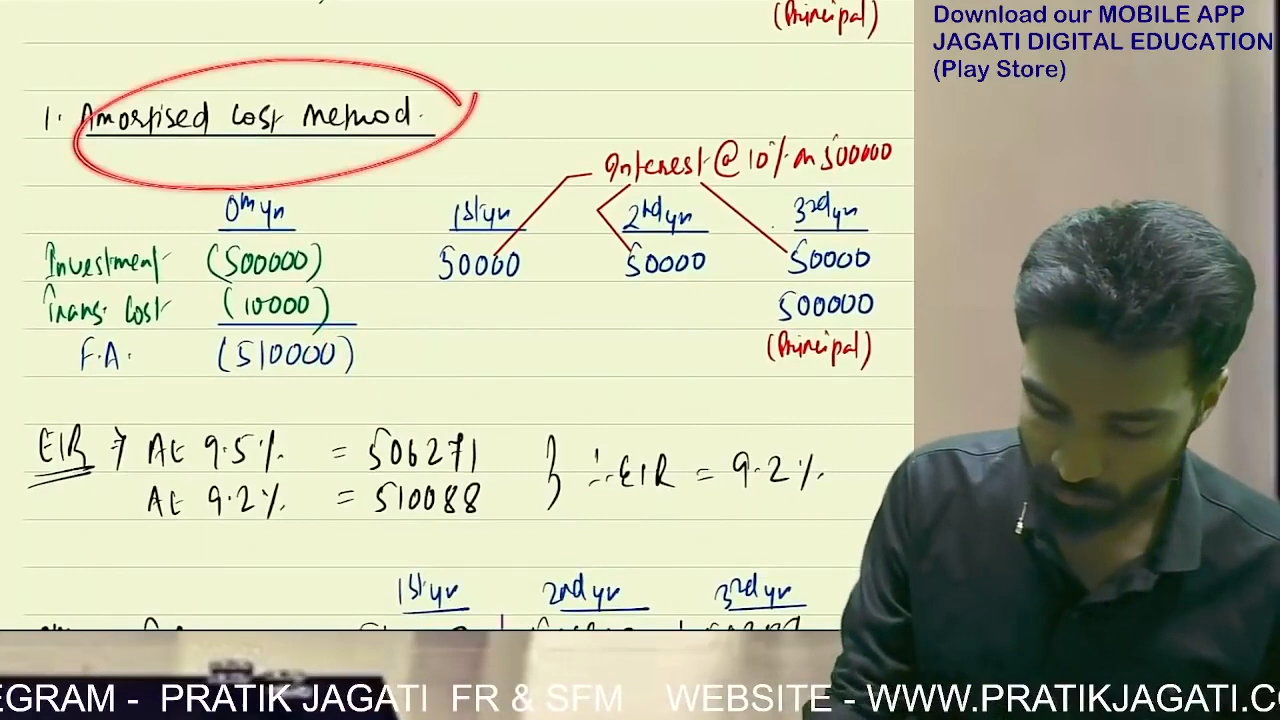 (Principal)
Download our MOBILE APP
JAGATI DIGITAL EDUCATION
(Play Store)
1. Amortised Cost Method.
Interest @ 10% on 500000
0th yr 1st yr 2nd yr 3rd yr
Investment (500000) 50000 50000 50000
Trans. Cost (10000) 500000
F.A. (510000) (Principal)
EIR → At 9.5% = 506271
At 9.2% = 510088 } ∴ EIR = 9.2%
1st yr 2nd yr 3rd yr
EGRAM - PRATIK JAGATI FR & SFM WEBSITE - WWW.PRATIKJAGATI.C